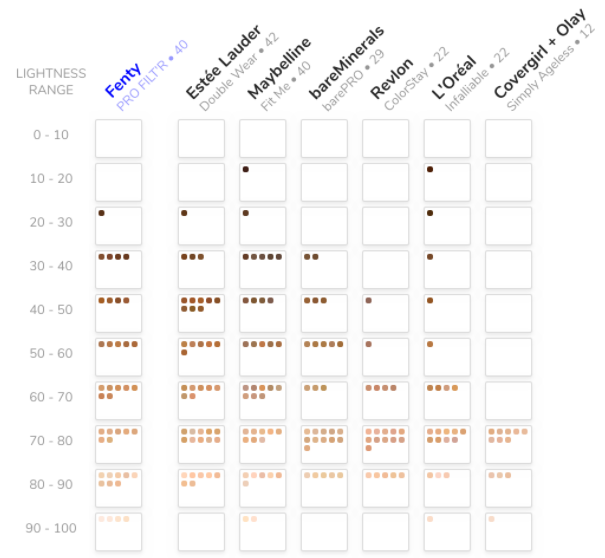 Fenty
PRO FILT'R • 40
Estée Lauder
Double Wear • 42
Maybelline
Fit Me • 40
bareMinerals
barePRO • 29
Revlon
ColorStay • 22
L'Oréal
Infalliable • 22
Covergirl + Olay
Simply Ageless • 12
LIGHTNESS
RANGE
0 - 10
10 - 20
20 - 30
30 - 40
40 - 50
50 - 60
60 - 70
70 - 80
80 - 90
90 - 100